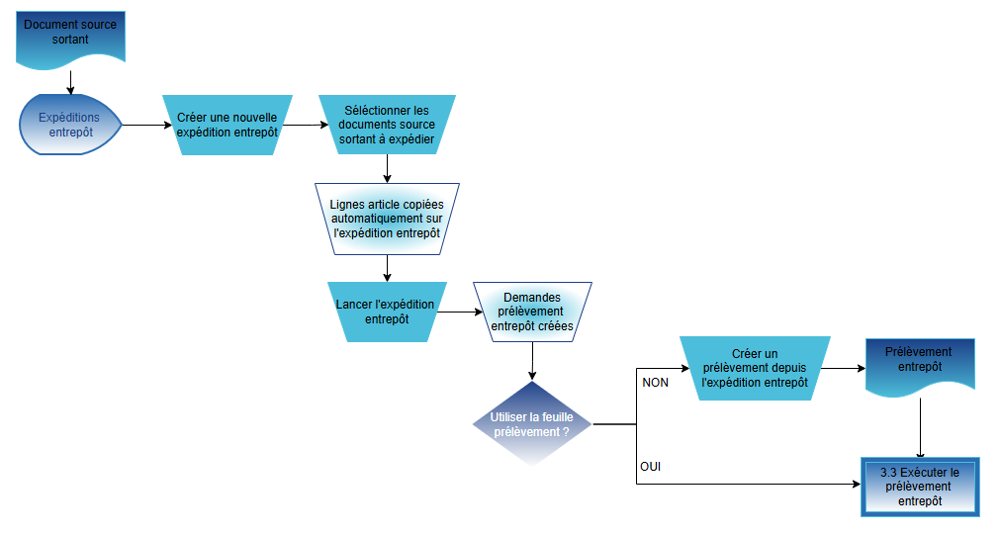 Document source
sortant
Expéditions
entrepôt
Créer une nouvelle
expédition entrepôt
Séléctionner les
documents source
sortant à expédier
Lignes article copiées
automatiquement sur
l'expédition entrepôt
Lancer l'expédition
entrepôt
Demandes
prélèvement
entrepôt créées
Utiliser la feuille
prélèvement ?
NON
Créer un
prélèvement depuis
l'expédition entrepôt
Prélèvement
entrepôt
OUI
3.3 Exécuter le
prélèvement
entrepôt